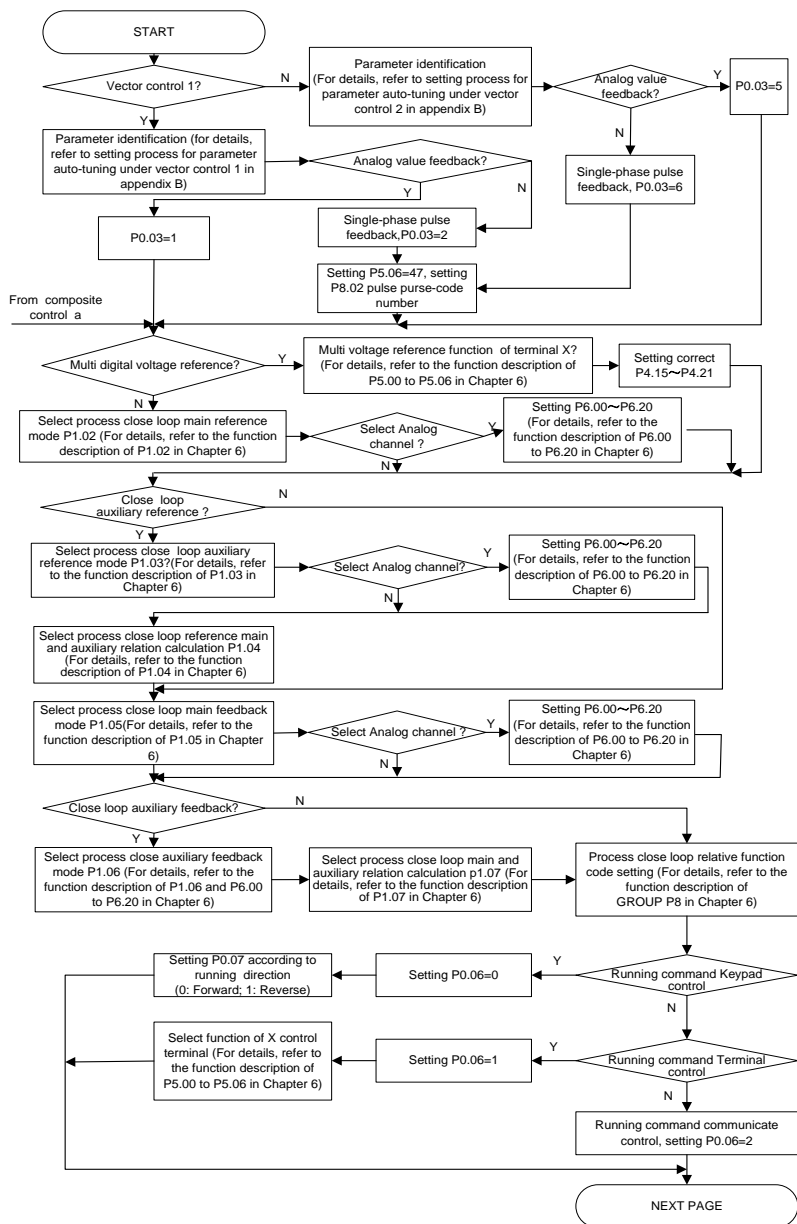 START
Vector control 1?
N
Parameter identification
(For details, refer to setting process for
parameter auto-tuning under vector
control 2 in appendix B)
Analog value
feedback?
Y
P0.03=5
Y
N
Parameter identification (for details,
refer to setting process for parameter
auto-tuning under vector control 1 in
appendix B)
Analog value feedback?
N
Y
Single-phase pulse
feedback, P0.03=6
P0.03=1
Single-phase pulse
feedback,P0.03=2
Setting P5.06=47, setting
P8.02 pulse purse-code
number
From composite
control a
Multi digital voltage reference?
Y
Multi voltage reference function of terminal X?
(For details, refer to the function description of
P5.00 to P5.06 in Chapter 6)
Setting correct
P4.15～P4.21
N
Select process close loop main reference
mode P1.02 (For details, refer to the function
description of P1.02 in Chapter 6)
Select Analog
channel ?
Y
Setting P6.00～P6.20
(For details, refer to the
function description of P6.00
to P6.20 in Chapter 6)
N
Close loop
auxiliary reference ?
N
Y
Select process close loop auxiliary
reference mode P1.03?(For details, refer
to the function description of P1.03 in
Chapter 6)
Select Analog channel?
Y
Setting P6.00～P6.20
(For details, refer to the function
description of P6.00 to P6.20 in
Chapter 6)
N
Select process close loop reference main
and auxiliary relation calculation P1.04
(For details, refer to the function
description of P1.04 in Chapter 6)
Select process close loop main feedback
mode P1.05(For details, refer to the
function description of P1.05 in Chapter
6)
Select Analog channel ?
Y
Setting P6.00～P6.20
(For details, refer to the function
description of P6.00 to P6.20 in
Chapter 6)
N
Close loop auxiliary feedback?
N
Y
Select process close auxiliary feedback
mode P1.06 (For details, refer to the
function description of P1.06 and P6.00
to P6.20 in Chapter 6)
Select process close loop main and
auxiliary relation calculation p1.07 (For
details, refer to the function description
of P1.07 in Chapter 6)
Process close loop relative function
code setting (For details, refer to the
function description of
GROUP P8 in Chapter 6)
Setting P0.07 according to
running direction
(0: Forward; 1: Reverse)
Setting P0.06=0
Y
Running command Keypad
control
N
Select function of X control
terminal (For details, refer to
the function description of
P5.00 to P5.06 in Chapter 6)
Setting P0.06=1
Y
Running command Terminal
control
N
Running command communicate
control, setting P0.06=2
NEXT PAGE